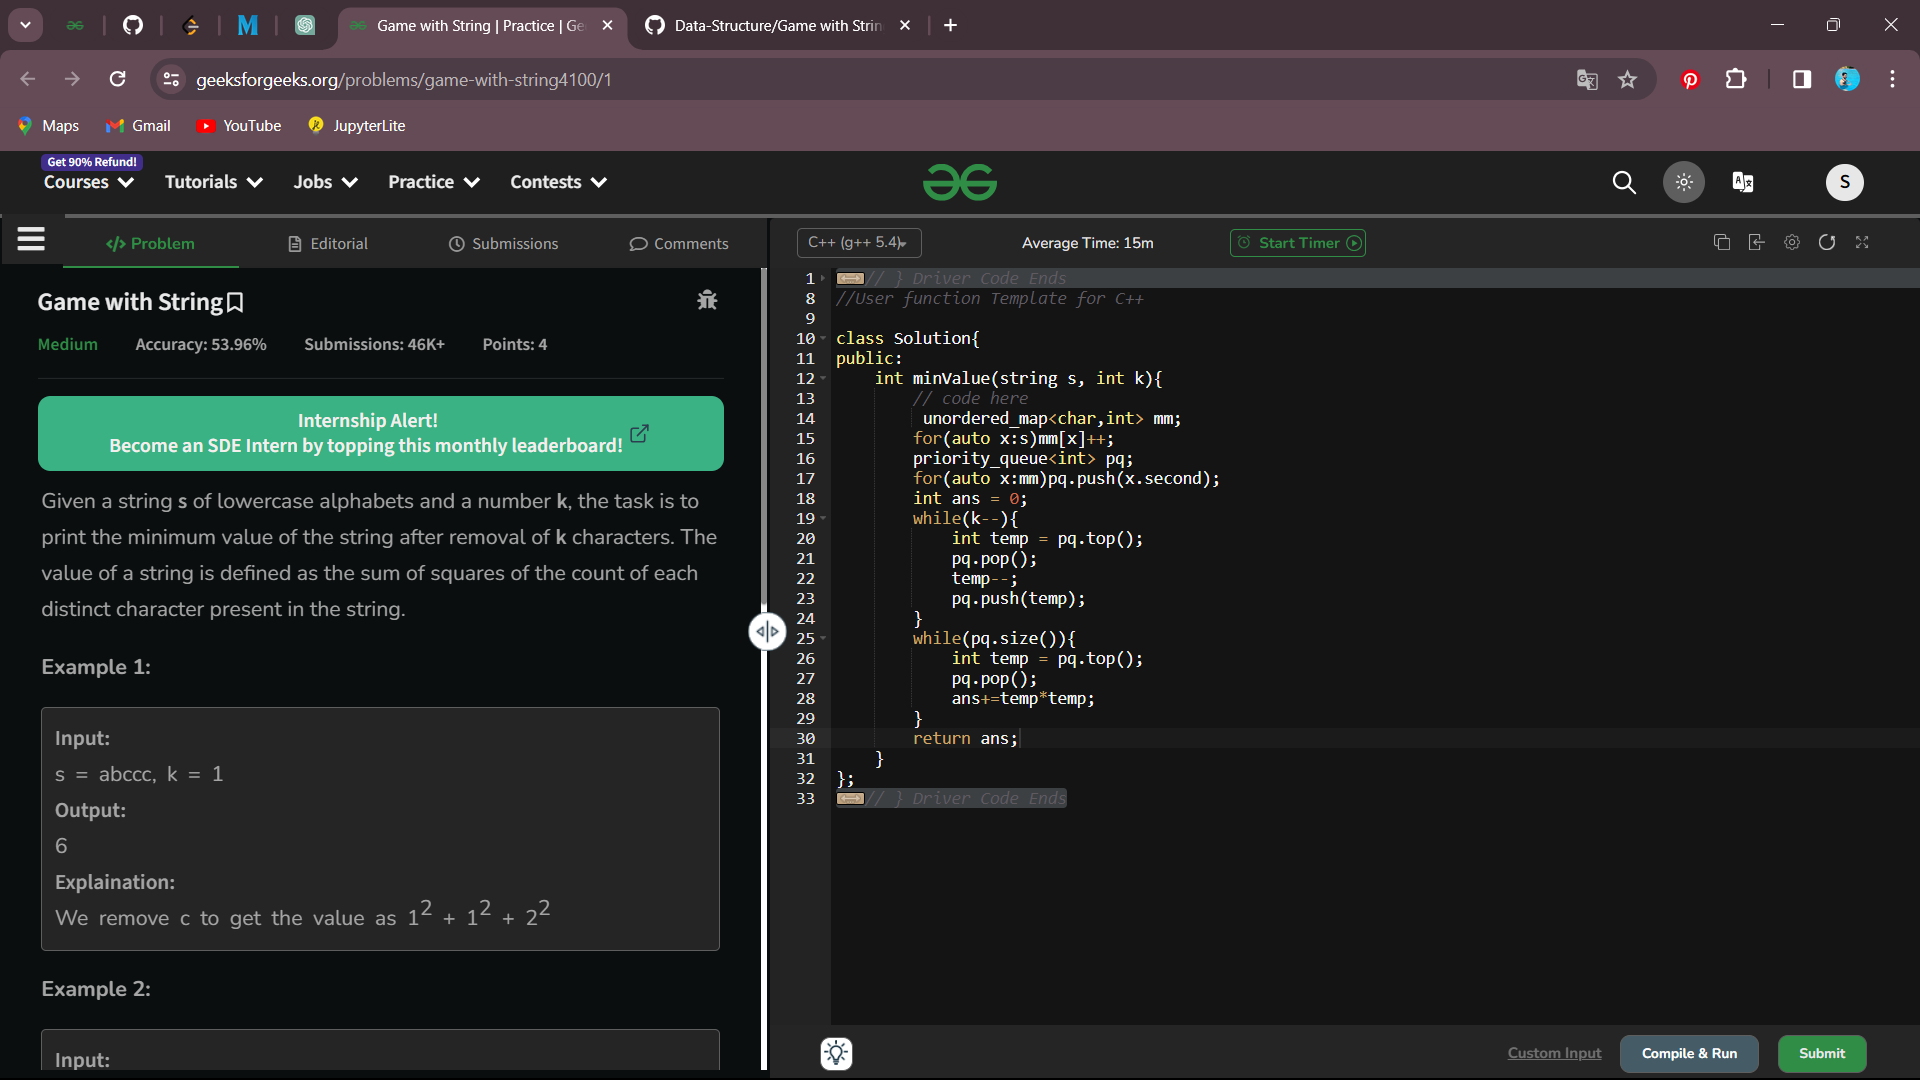 Game with String | Practice | Ge
Data-Structure/Game with Strin
geeksforgeeks.org/problems/game-with-string4100/1
Maps
Gmail
YouTube
JupyterLite
Get 90% Refund!
Courses
Tutorials
Jobs
Practice
Contests
S
</> Problem
Editorial
Submissions
Comments
Game with String
Medium
Accuracy: 53.96%
Submissions: 46K+
Points: 4
Internship Alert!
Become an SDE Intern by topping this monthly leaderboard!
Given a string s of lowercase alphabets and a number k, the task is to
print the minimum value of the string after removal of k characters. The
value of a string is defined as the sum of squares of the count of each
distinct character present in the string.
Example 1:
Input:
s = abccc, k = 1
Output:
6
Explaination:
We remove c to get the value as 1² + 1² + 2²
Example 2:
Input:
C++ (g++ 5.4)
Average Time: 15m
Start Timer
1 // } Driver Code Ends
8 //User function Template for C++
9
10 class Solution{
11 public:
12 int minValue(string s, int k){
13 // code here
14 unordered_map<char,int> mm;
15 for(auto x:s)mm[x]++;
16 priority_queue<int> pq;
17 for(auto x:mm)pq.push(x.second);
18 int ans = 0;
19 while(k--){
20 int temp = pq.top();
21 pq.pop();
22 temp--;
23 pq.push(temp);
24 }
25 while(pq.size()){
26 int temp = pq.top();
27 pq.pop();
28 ans+=temp*temp;
29 }
30 return ans;
31 }
32 };
33 // } Driver Code Ends
Custom Input
Compile & Run
Submit